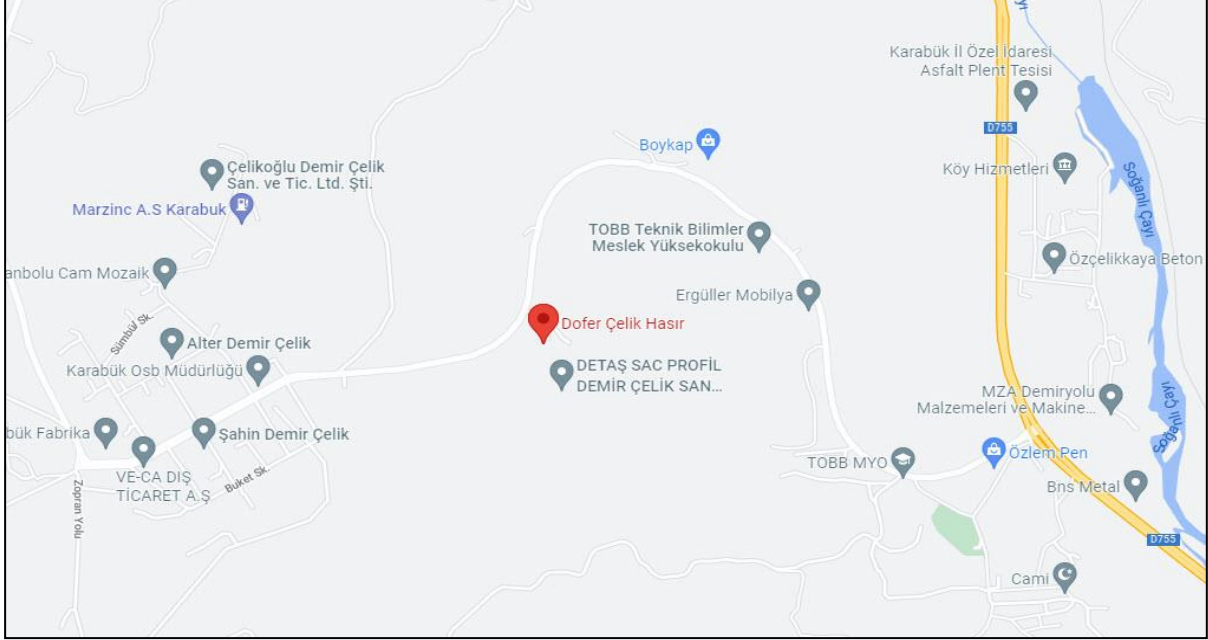 yı
Karabük İl Özel İdaresi
Asfalt Plent Tesisi
D755
Boykap
Çelikoğlu Demir Çelik
San. ve Tic. Ltd. Şti.
Köy Hizmetleri
Soğanlı Çayı
Marzinc A.S Karabuk
TOBB Teknik Bilimler
Meslek Yüksekokulu
Özçelikkaya Beton
anbolu Cam Mozaik
Ergüller Mobilya
Sümbül Sk.
Dofer Çelik Hasır
Alter Demir Çelik
Karabük Osb Müdürlüğü
DETAŞ SAC PROFİL
DEMİR ÇELİK SAN...
MZA Demiryolu
Malzemeleri ve Makine...
Soğanlı Çayı
bük Fabrika
Şahin Demir Çelik
Özlem Pen
TOBB MYO
VE-CA DIŞ
TİCARET A.Ş
Buket Sk.
Bns Metal
Zopran Yolu
D755
Cami